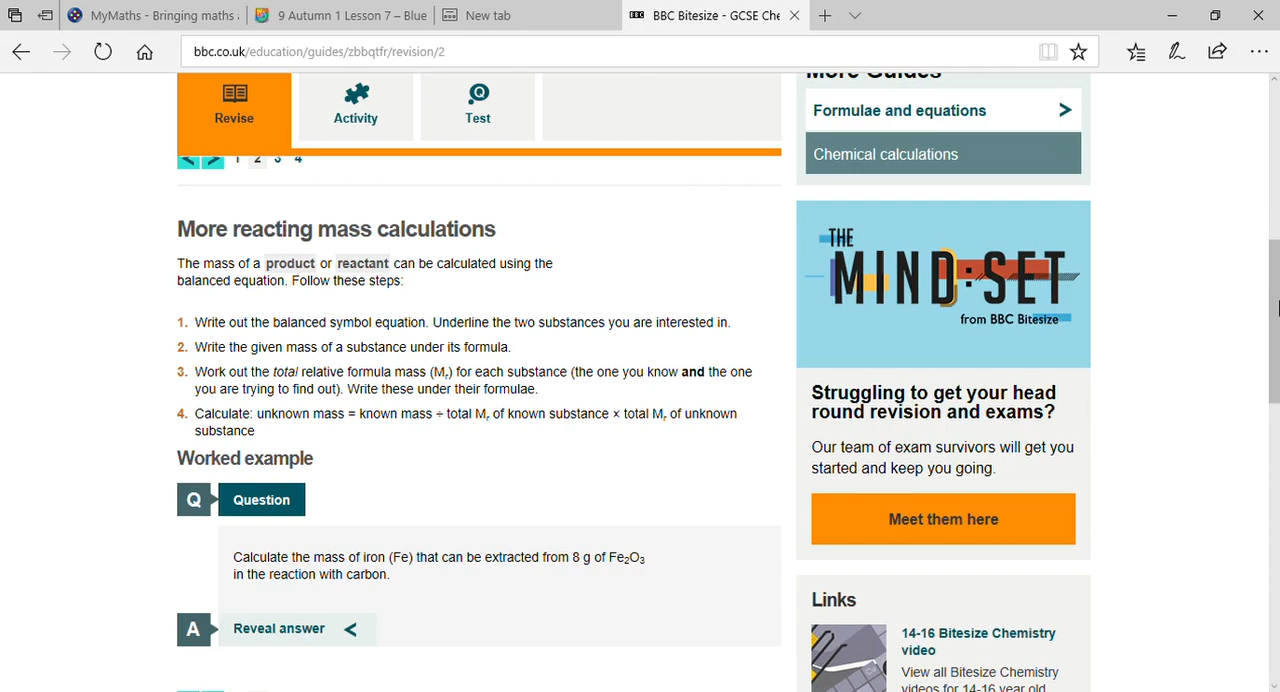 MyMaths - Bringing maths
9 Autumn 1 Lesson 7 – Blue
New tab
BBC BBC Bitesize - GCSE Che
bbc.co.uk/education/guides/zbbqtfr/revision/2
Revise
Activity
Q
Test
< > 1 2 3 4
More reacting mass calculations
The mass of a product or reactant can be calculated using the
balanced equation. Follow these steps:
1. Write out the balanced symbol equation. Underline the two substances you are interested in.
2. Write the given mass of a substance under its formula.
3. Work out the total relative formula mass (Mr) for each substance (the one you know and the one
you are trying to find out). Write these under their formulae.
4. Calculate: unknown mass = known mass ÷ total Mr of known substance × total Mr of unknown
substance
Worked example
Q Question
Calculate the mass of iron (Fe) that can be extracted from 8 g of Fe₂O₃
in the reaction with carbon.
A Reveal answer <
More Guides
Formulae and equations >
Chemical calculations
THE
MIND:SET
from BBC Bitesize
Struggling to get your head
round revision and exams?
Our team of exam survivors will get you
started and keep you going.
Meet them here
Links
14-16 Bitesize Chemistry
video
View all Bitesize Chemistry
videos for 14-16 year old